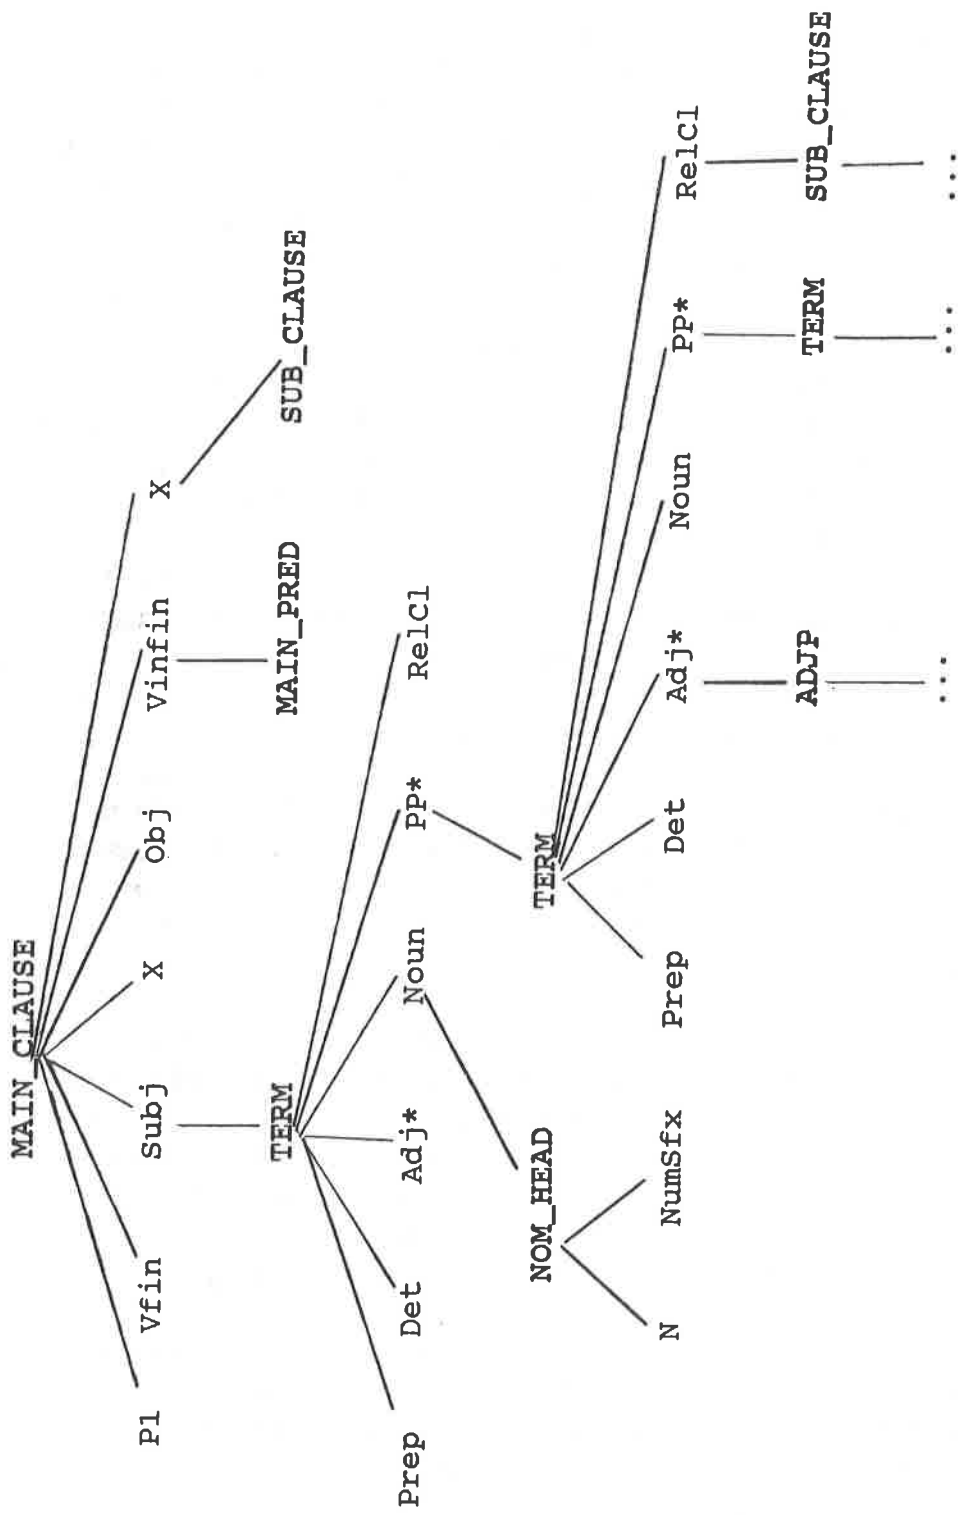 MAIN_CLAUSE
P1 Vfin Subj X Obj Vinfin X
TERM MAIN_PRED SUB_CLAUSE
Prep Det Adj* Noun PP* RelCl
NOM_HEAD TERM
N NumSfx Prep Det Adj* Noun PP* RelCl
ADJP TERM SUB_CLAUSE
... ... ...